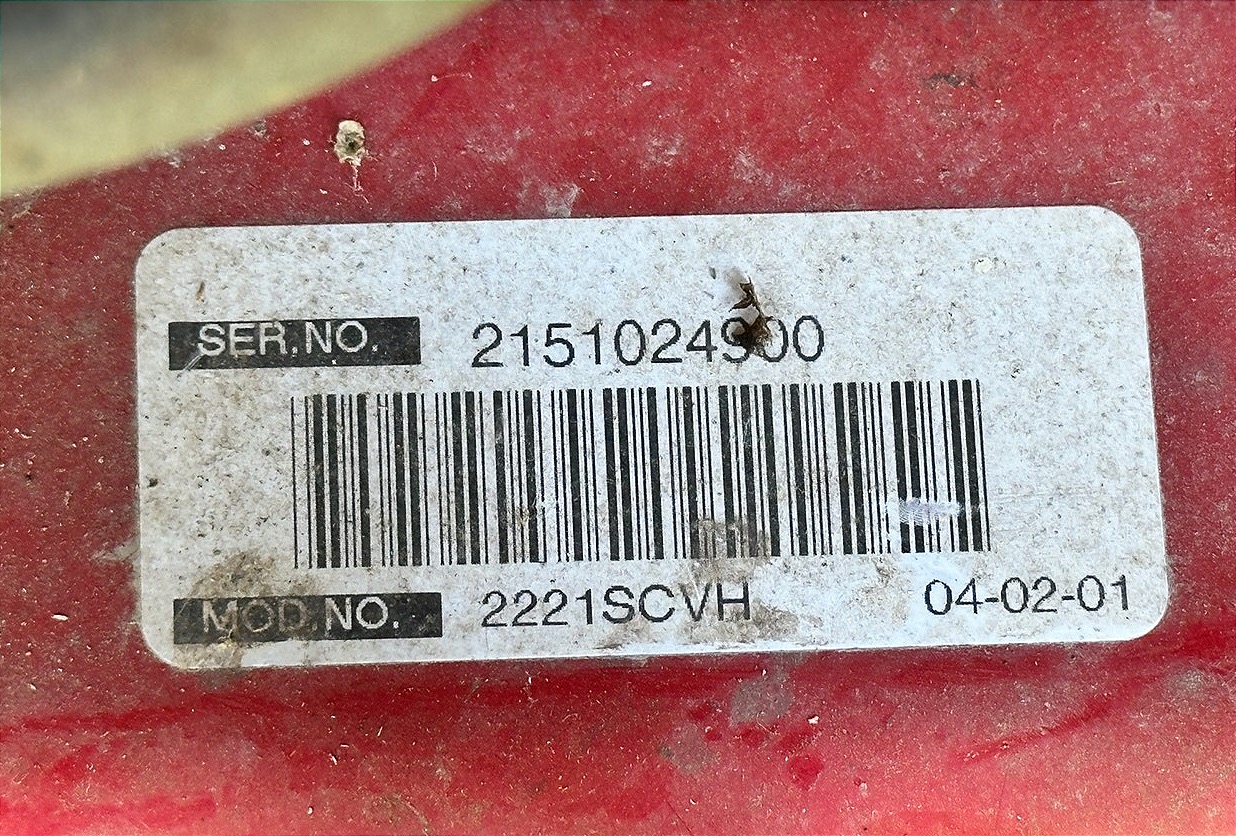 SER.NO. 2151024900
MOD.NO. 2221SCVH 04-02-01